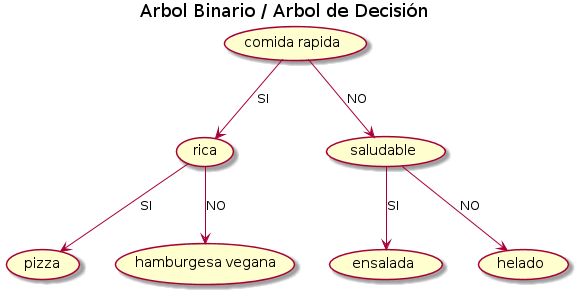 Arbol Binario / Arbol de Decisión
comida rapida
SI
NO
rica
saludable
SI
NO
SI
NO
pizza
hamburgesa vegana
ensalada
helado